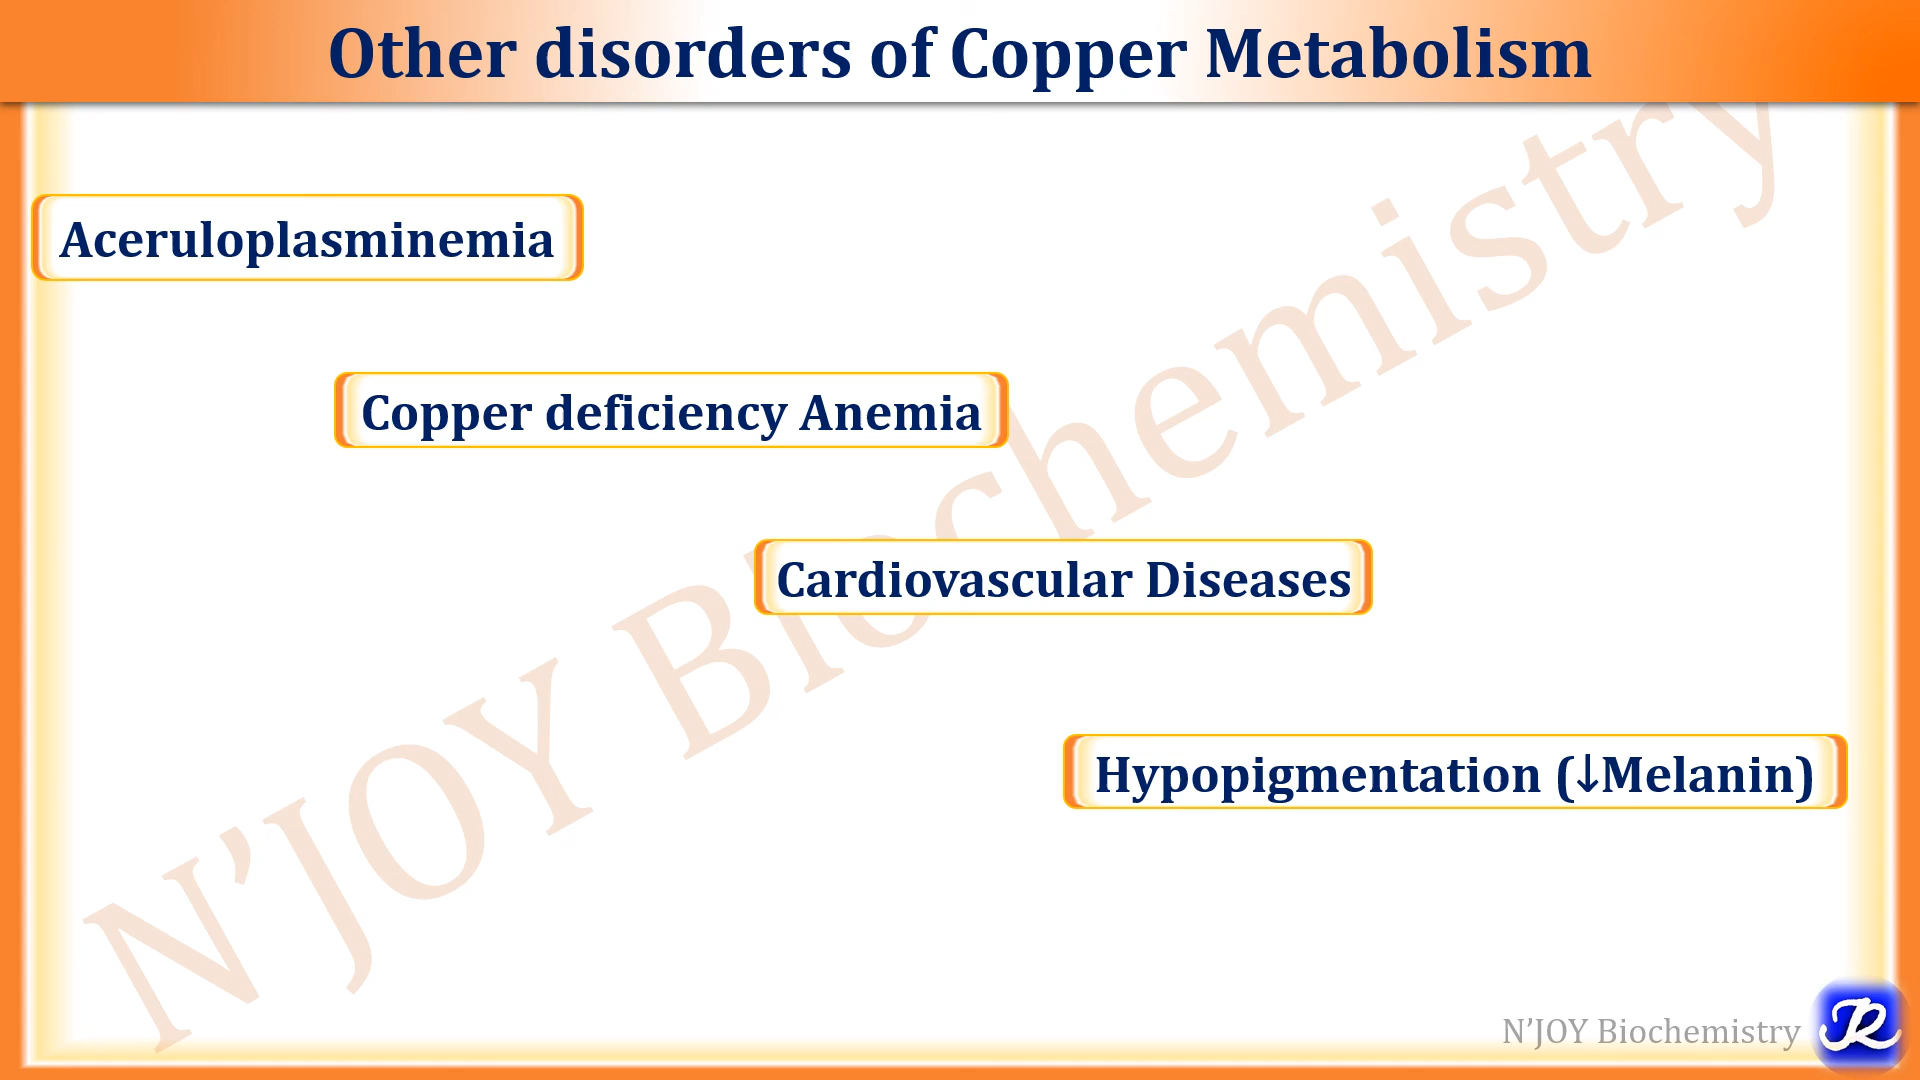 Other disorders of Copper Metabolism
Aceruloplasminemia
Copper deficiency Anemia
Cardiovascular Diseases
Hypopigmentation (↓Melanin)
N’JOY Biochemistry
N’JOY Biochemistry
R